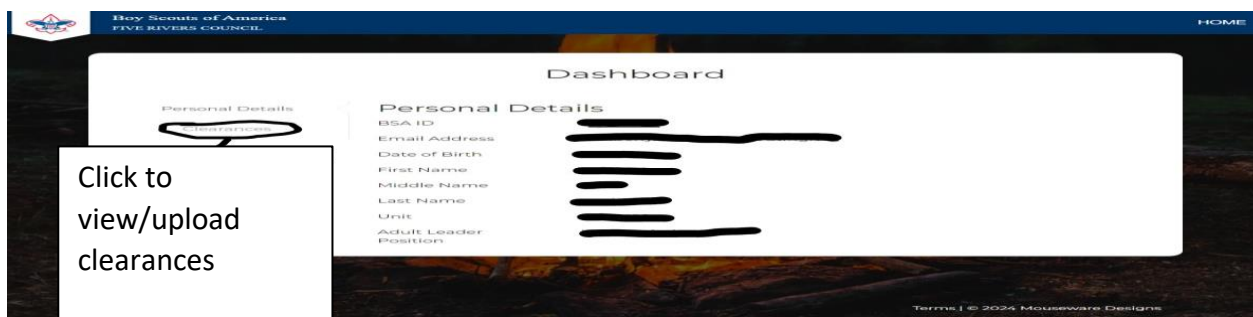 Boy Scouts of America
FIVE RIVERS COUNCIL
HOME
Dashboard
Personal Details
Clearances
Personal Details
BSA ID
Email Address
Date of Birth
First Name
Middle Name
Last Name
Unit
Adult Leader
Position
Click to
view/upload
clearances
Terms | © 2024 Mouseware Designs